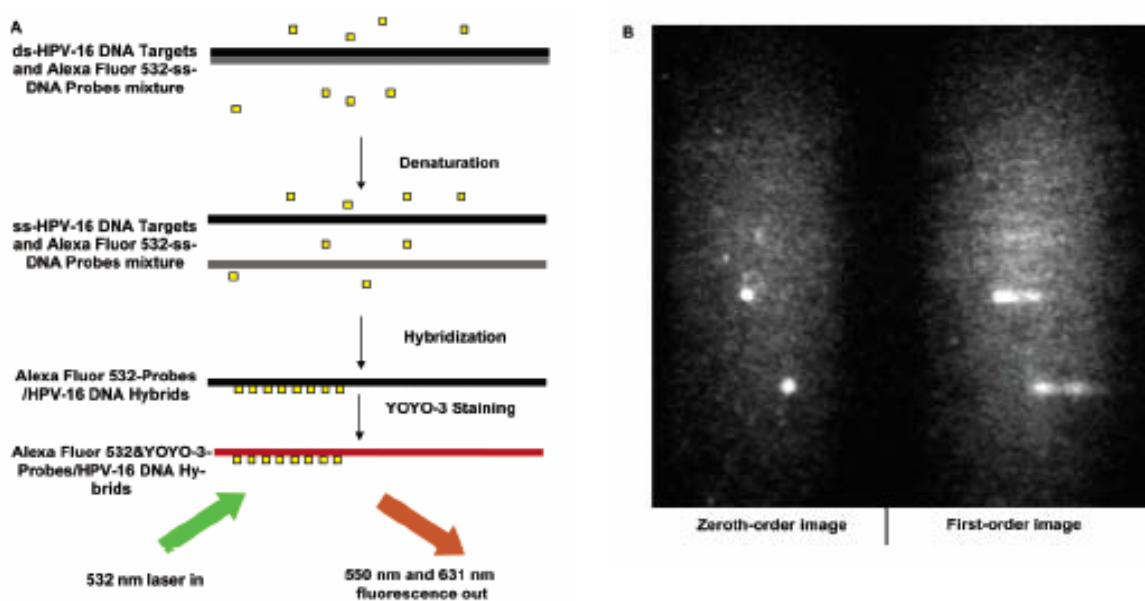 A
ds-HPV-16 DNA Targets
and Alexa Fluor 532-ss-
DNA Probes mixture
Denaturation
ss-HPV-16 DNA Targets
and Alexa Fluor 532-ss-
DNA Probes mixture
Hybridization
Alexa Fluor 532-Probes
/HPV-16 DNA Hybrids
YOYO-3 Staining
Alexa Fluor 532&YOYO-3-
Probes/HPV-16 DNA Hy-
brids
532 nm laser in
550 nm and 631 nm
fluorescence out
B
Zeroth-order image
First-order image